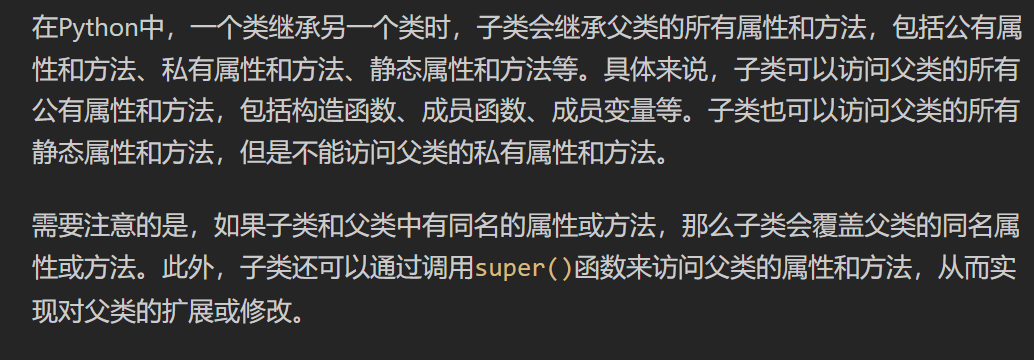 在Python中，一个类继承另一个类时，子类会继承父类的所有属性和方法，包括公有属
性和方法、私有属性和方法、静态属性和方法等。具体来说，子类可以访问父类的所有
公有属性和方法，包括构造函数、成员函数、成员变量等。子类也可以访问父类的所有
静态属性和方法，但是不能访问父类的私有属性和方法。
需要注意的是，如果子类和父类中有同名的属性或方法，那么子类会覆盖父类的同名属
性或方法。此外，子类还可以通过调用super()函数来访问父类的属性和方法，从而实
现对父类的扩展或修改。